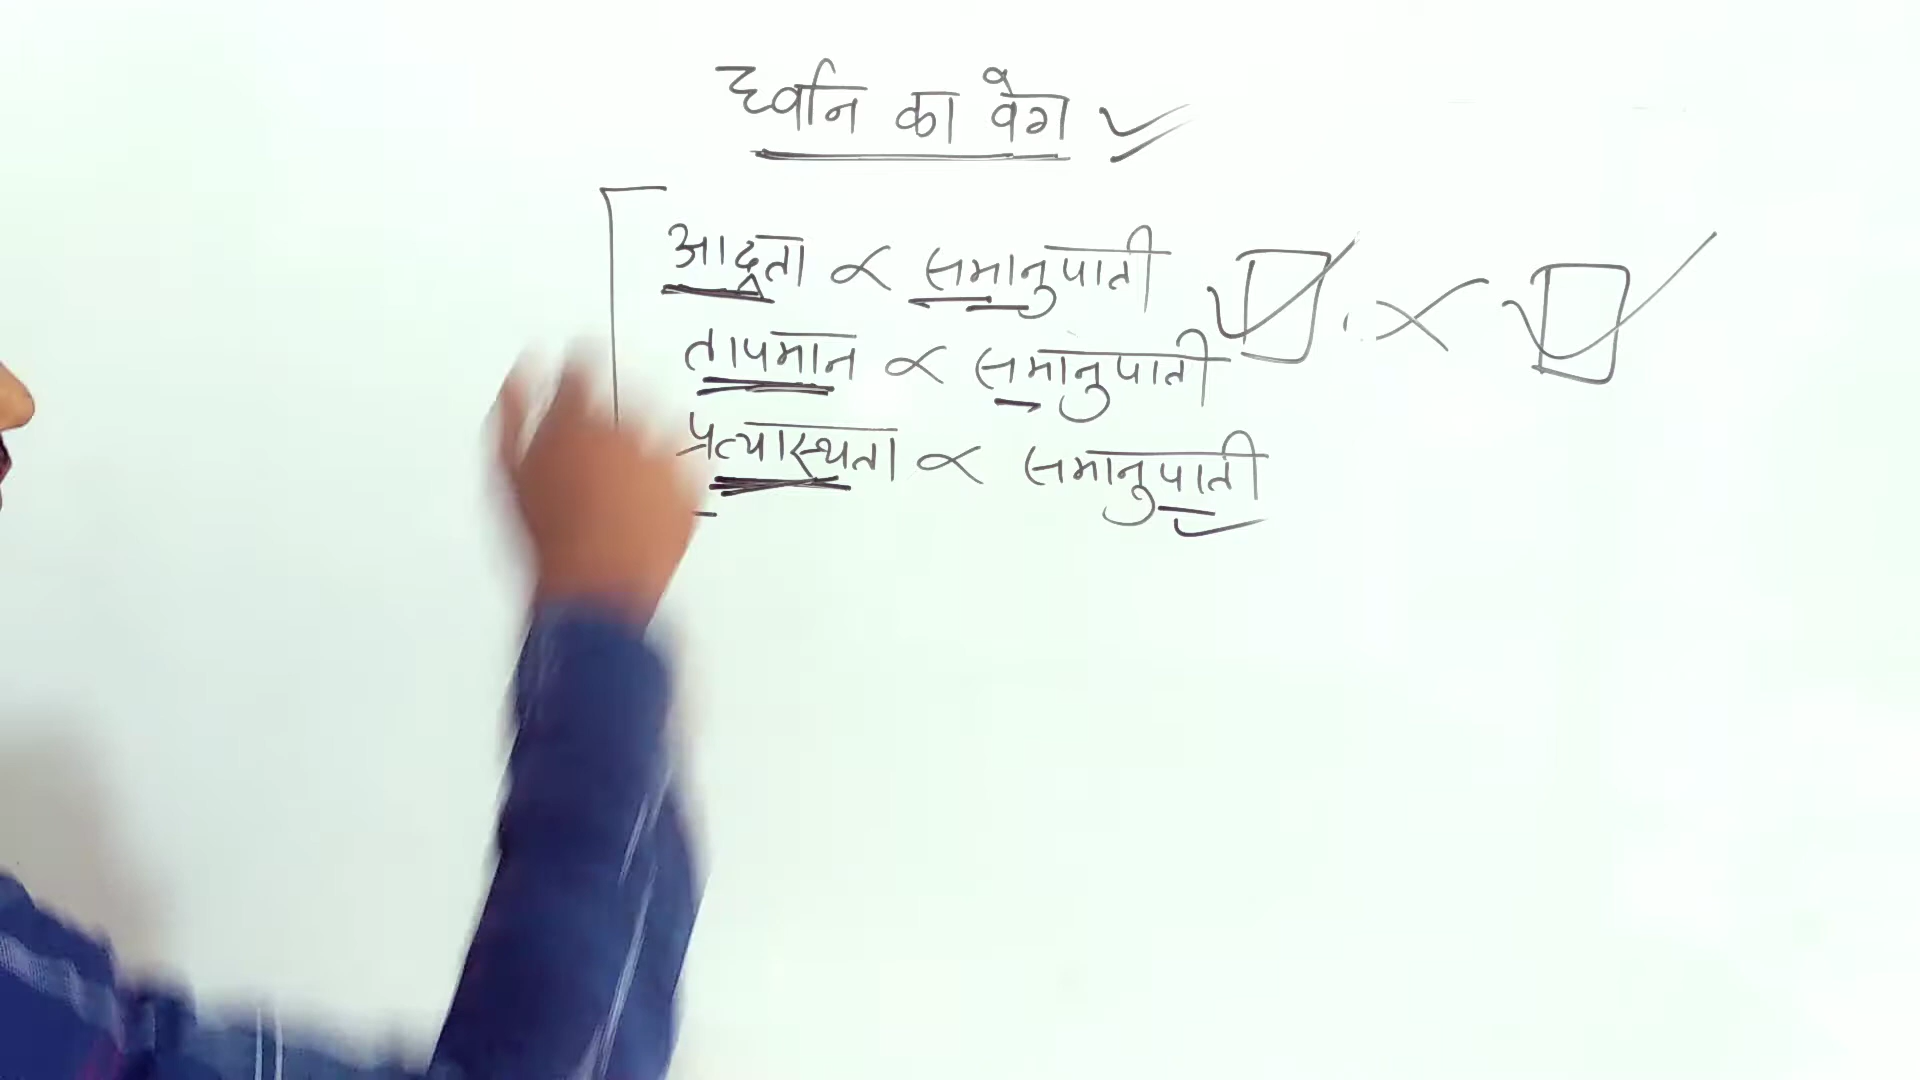 ध्वनि का वेग
आद्रता ∝ समानुपाती
तापमान ∝ समानुपाती
प्रत्यास्थता ∝ समानुपाती